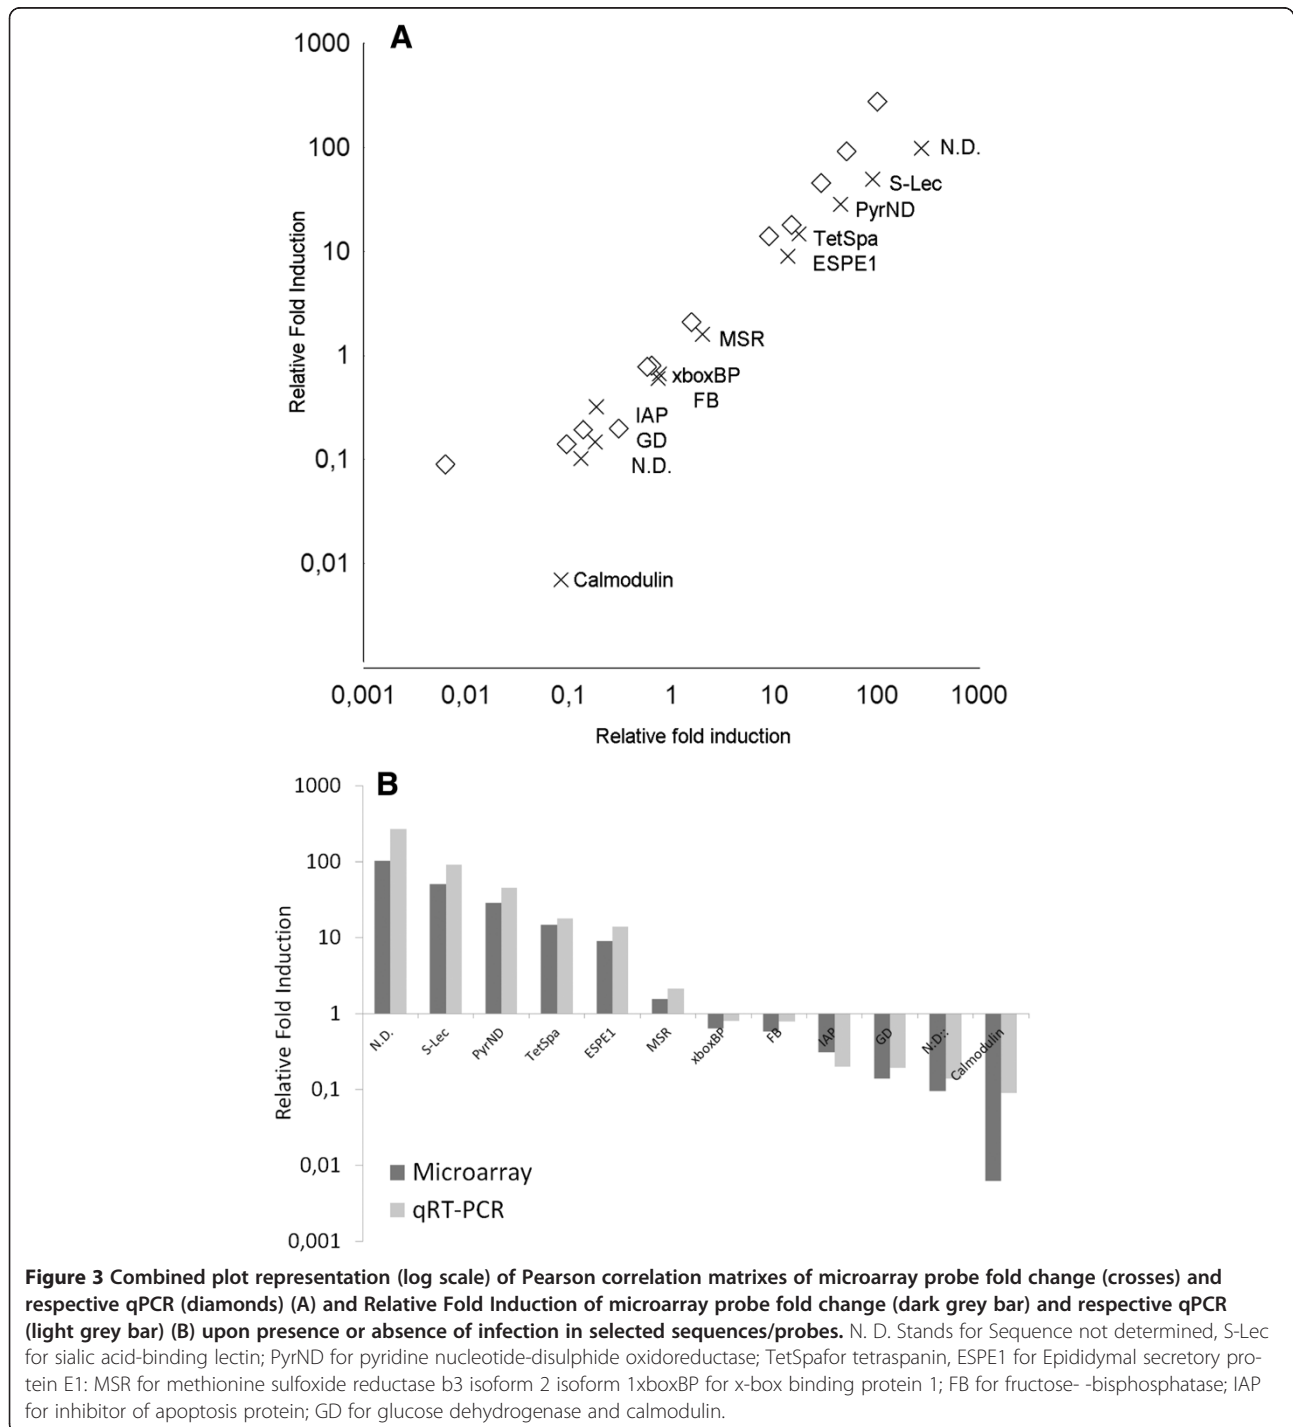 A
1000
100
10
1
0,1
0,01
Relative Fold Induction
N.D.
S-Lec
PyrND
TetSpa
ESPE1
MSR
xboxBP
FB
IAP
GD
N.D.
Calmodulin
0,001 0,01 0,1 1 10 100 1000
Relative fold induction
B
1000
100
10
1
0,1
0,01
0,001
Relative Fold Induction
N.D. S-Lec PyrND TetSpa ESPE1 MSR xboxBP FB IAP GD N.D:: Calmodulin
Microarray
qRT-PCR
Figure 3 Combined plot representation (log scale) of Pearson correlation matrixes of microarray probe fold change (crosses) and
respective qPCR (diamonds) (A) and Relative Fold Induction of microarray probe fold change (dark grey bar) and respective qPCR
(light grey bar) (B) upon presence or absence of infection in selected sequences/probes. N. D. Stands for Sequence not determined, S-Lec
for sialic acid-binding lectin; PyrND for pyridine nucleotide-disulphide oxidoreductase; TetSpafor tetraspanin, ESPE1 for Epididymal secretory pro-
tein E1: MSR for methionine sulfoxide reductase b3 isoform 2 isoform 1xboxBP for x-box binding protein 1; FB for fructose- -bisphosphatase; IAP
for inhibitor of apoptosis protein; GD for glucose dehydrogenase and calmodulin.